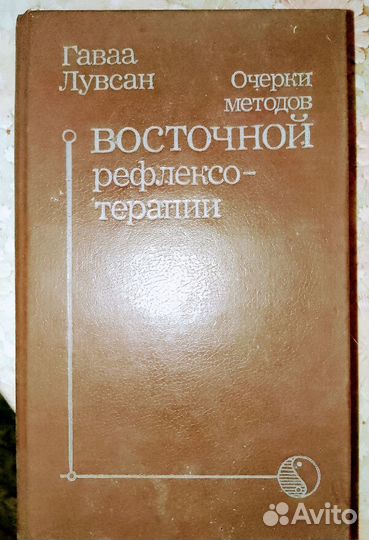 Гаваа
Лувсан
Очерки
методов
ВОСТОЧНОЙ
рефлексо-
терапии
Avito